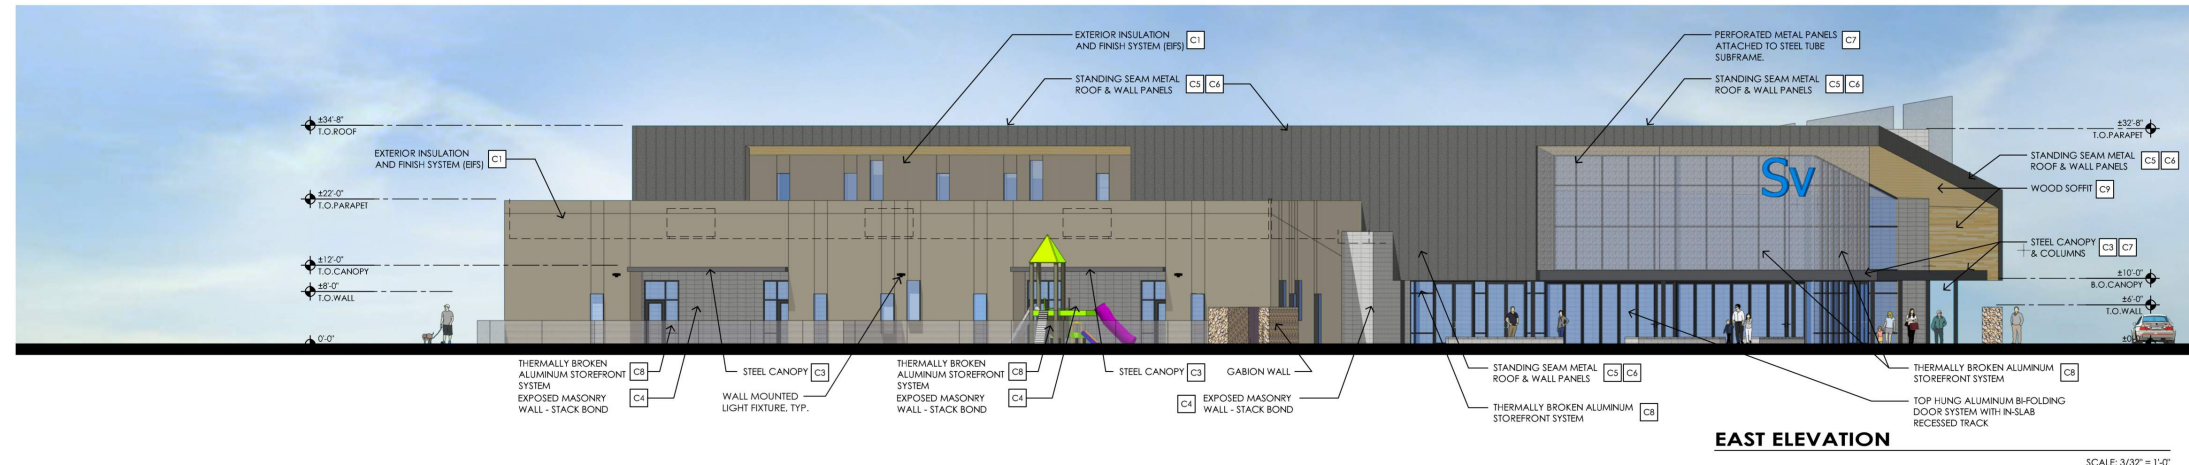 EXTERIOR INSULATION
AND FINISH SYSTEM (EIFS) C1
STANDING SEAM METAL
ROOF & WALL PANELS C5 C6
PERFORATED METAL PANELS
ATTACHED TO STEEL TUBE C7
SUBFRAME.
STANDING SEAM METAL
ROOF & WALL PANELS C5 C6
±34'-8"
T.O.ROOF
±32'-8"
T.O.PARAPET
EXTERIOR INSULATION
AND FINISH SYSTEM (EIFS) C1
STANDING SEAM METAL
ROOF & WALL PANELS C5 C6
Sv
WOOD SOFFIT C9
±22'-0"
T.O.PARAPET
STEEL CANOPY C3 C7
& COLUMNS
±12'-0"
T.O.CANOPY
±10'-0"
B.O.CANOPY
±8'-0"
T.O.WALL
±6'-0"
T.O.WALL
0'-0"
THERMALLY BROKEN
ALUMINUM STOREFRONT C8
SYSTEM
EXPOSED MASONRY C4
WALL - STACK BOND
STEEL CANOPY C3
WALL MOUNTED
LIGHT FIXTURE, TYP.
THERMALLY BROKEN
ALUMINUM STOREFRONT C8
SYSTEM
EXPOSED MASONRY C4
WALL - STACK BOND
STEEL CANOPY C3
GABION WALL
C4 EXPOSED MASONRY
WALL - STACK BOND
STANDING SEAM METAL
ROOF & WALL PANELS C5 C6
THERMALLY BROKEN ALUMINUM
STOREFRONT SYSTEM C8
THERMALLY BROKEN ALUMINUM
STOREFRONT SYSTEM C8
TOP HUNG ALUMINUM BI-FOLDING
DOOR SYSTEM WITH IN-SLAB
RECESSED TRACK
EAST ELEVATION
SCALE: 3/32" = 1'-0"